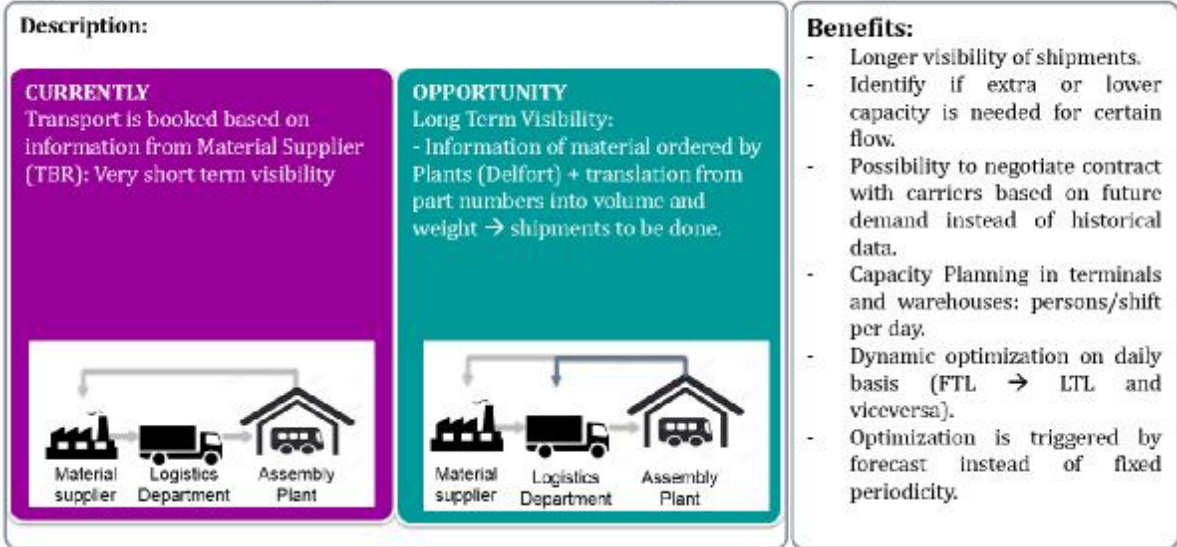 Description:
CURRENTLY
Transport is booked based on
information from Material Supplier
(TBR): Very short term visibility
Material
supplier
Logistics
Department
Assembly
Plant
OPPORTUNITY
Long Term Visibility:
- Information of material ordered by
Plants (Delfort) + translation from
part numbers into volume and
weight → shipments to be done.
Material
supplier
Logistics
Department
Assembly
Plant
Benefits:
- Longer visibility of shipments.
- Identify if extra or lower
capacity is needed for certain
flow.
- Possibility to negotiate contract
with carriers based on future
demand instead of historical
data.
- Capacity Planning in terminals
and warehouses: persons/shift
per day.
- Dynamic optimization on daily
basis (FTL → LTL and
viceversa).
- Optimization is triggered by
forecast instead of fixed
periodicity.